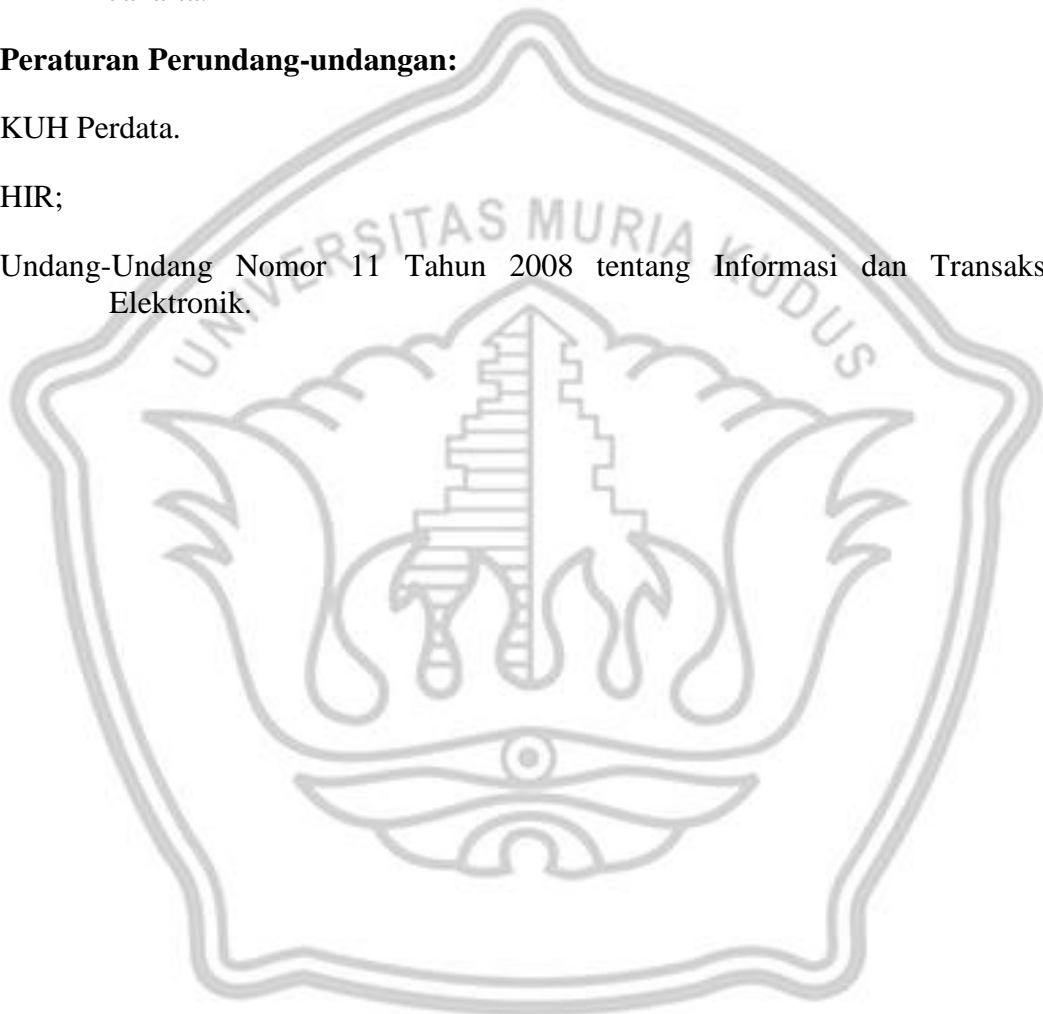 Peraturan Perundang-undangan:
KUH Perdata.
HIR;
Undang-Undang Nomor 11 Tahun 2008 tentang Informasi dan Transaks
Elektronik.
UNIVERSITAS MURIA KUDUS